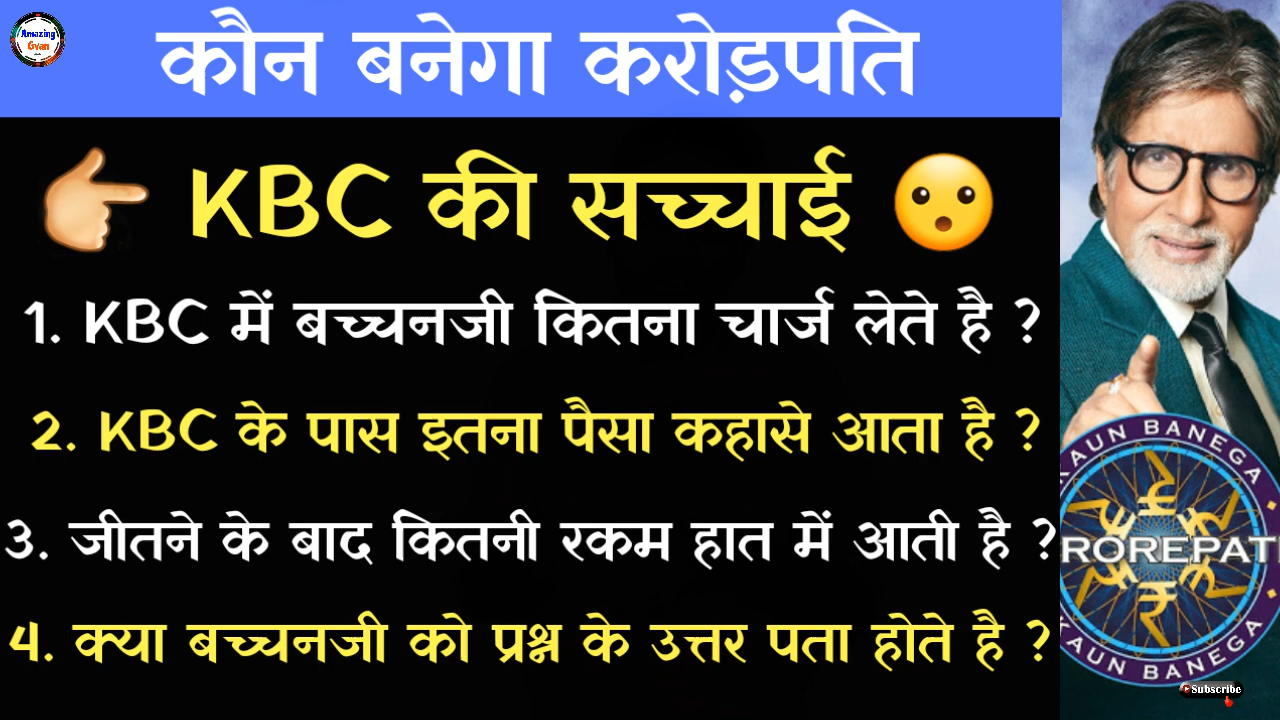 Amazing
Gyan
कौन बनेगा करोड़पति
KBC की सच्चाई
1. KBC में बच्चनजी कितना चार्ज लेते है ?
2. KBC के पास इतना पैसा कहासे आता है ?
3. जीतने के बाद कितनी रकम हात में आती है ?
4. क्या बच्चनजी को प्रश्न के उत्तर पता होते है ?
KAUN BANEGA
ROREPATI
KAUN BANEGA
Subscribe